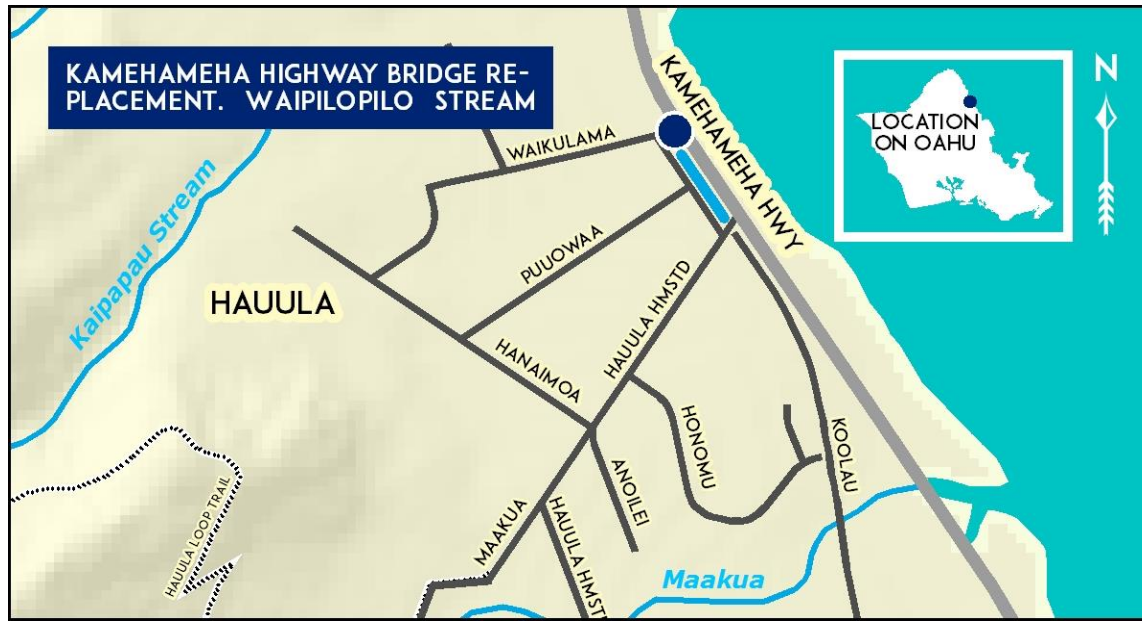 KAMEHAMEHA HIGHWAY BRIDGE RE-
PLACEMENT. WAIPILOPILO STREAM
KAMEHAMEHA HWY
N
LOCATION
ON OAHU
WAIKULAMA
Kaipapau Stream
PUUOWAA
HAUULA
HAUULA HMSTD
HANAIMOA
HONOMU
KOOLAU
ANOILEI
HAUULA LOOP TRAIL
MAAKUA
HAUULA HMST
Maakua